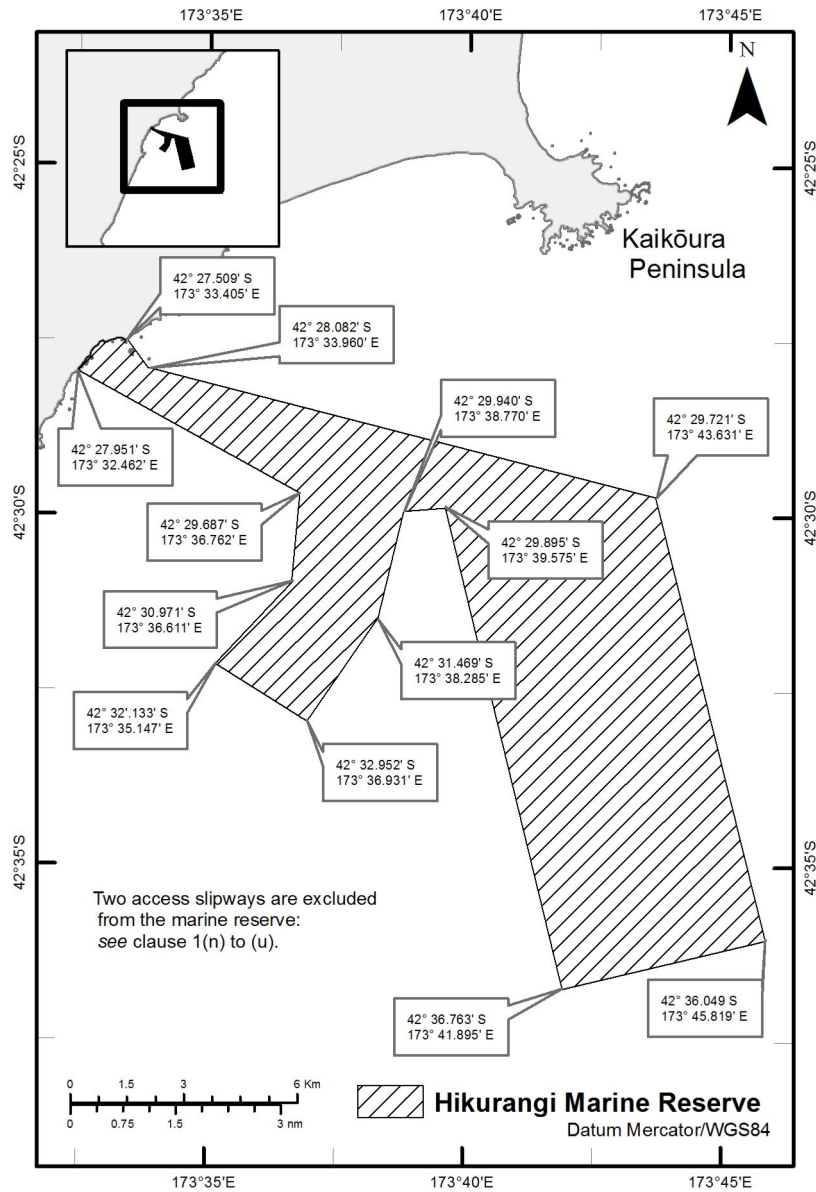 173°35'E
173°40'E
173°45'E
N
42°25'S
42°25'S
Kaikōura
Peninsula
42° 27.509' S
173° 33.405' E
42° 28.082' S
173° 33.960' E
42° 29.940' S
173° 38.770' E
42° 29.721' S
173° 43.631' E
42° 27.951' S
173° 32.462' E
42° 29.687' S
173° 36.762' E
42°30'S
42°30'S
42° 29.895' S
173° 39.575' E
42° 30.971' S
173° 36.611' E
42° 31.469' S
173° 38.285' E
42° 32'.133' S
173° 35.147' E
42° 32.952' S
173° 36.931' E
42°35'S
42°35'S
Two access slipways are excluded
from the marine reserve:
see clause 1(n) to (u).
42° 36.763' S
173° 41.895' E
42° 36.049 S
173° 45.819' E
0 1.5 3 6 Km
0 0.75 1.5 3 nm
Hikurangi Marine Reserve
Datum Mercator/WGS84
173°35'E
173°40'E
173°45'E